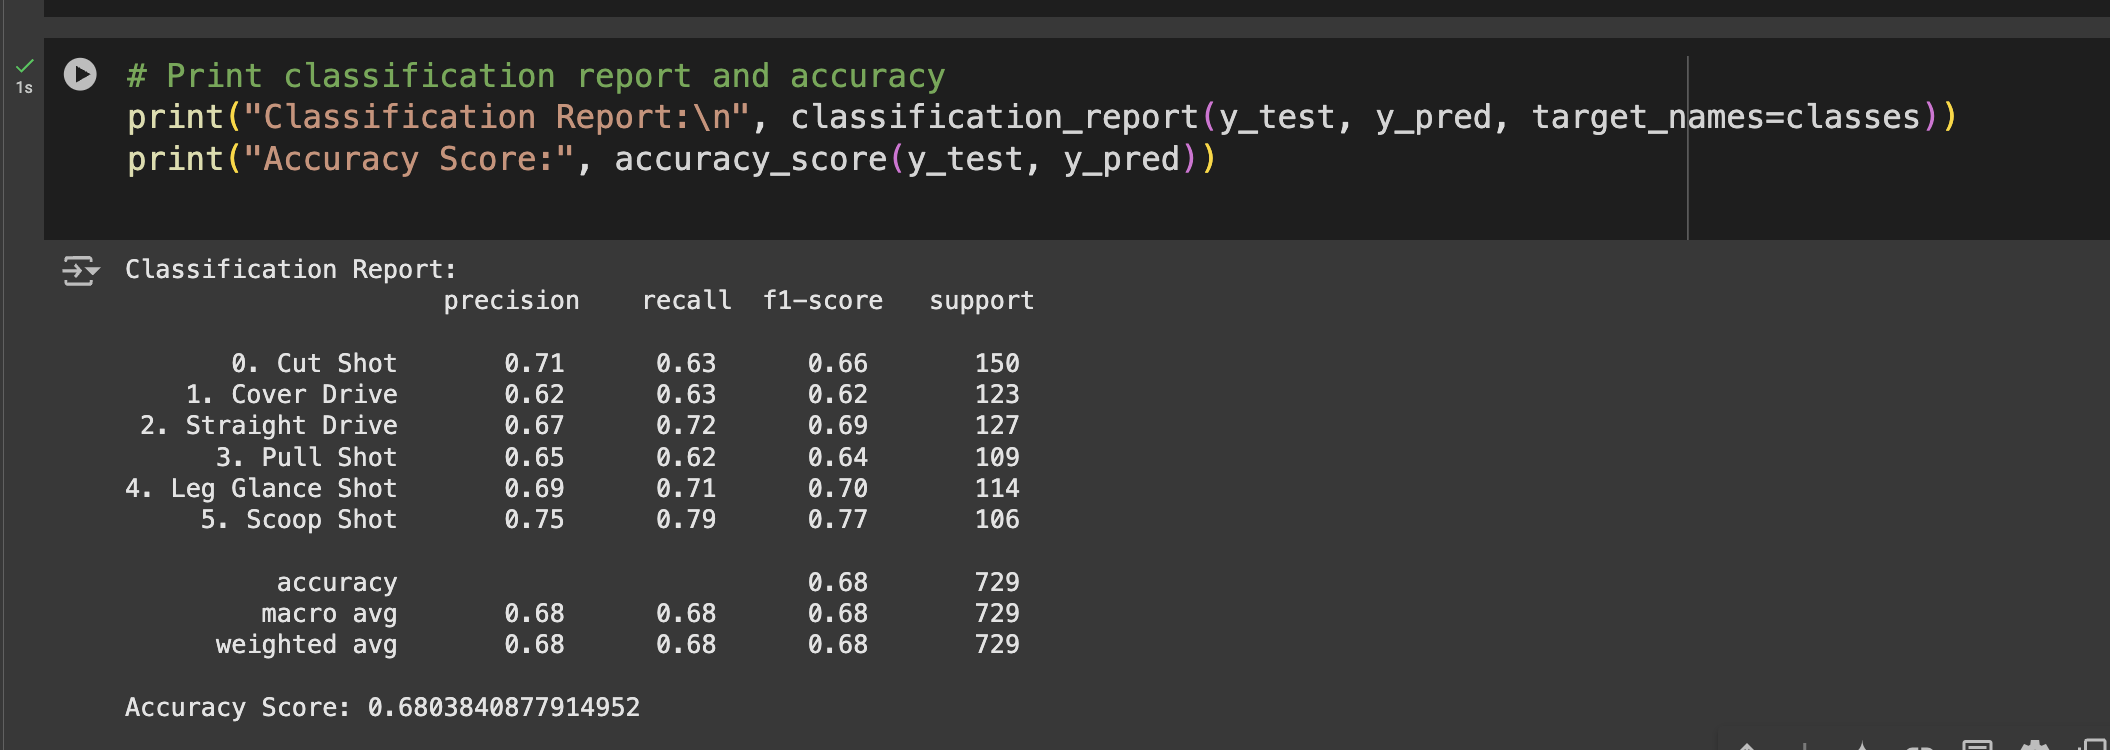 1s
# Print classification report and accuracy
print("Classification Report:\n", classification_report(y_test, y_pred, target_names=classes))
print("Accuracy Score:", accuracy_score(y_test, y_pred))
Classification Report:
precision recall f1-score support
0. Cut Shot 0.71 0.63 0.66 150
1. Cover Drive 0.62 0.63 0.62 123
2. Straight Drive 0.67 0.72 0.69 127
3. Pull Shot 0.65 0.62 0.64 109
4. Leg Glance Shot 0.69 0.71 0.70 114
5. Scoop Shot 0.75 0.79 0.77 106
accuracy 0.68 729
macro avg 0.68 0.68 0.68 729
weighted avg 0.68 0.68 0.68 729
Accuracy Score: 0.6803840877914952